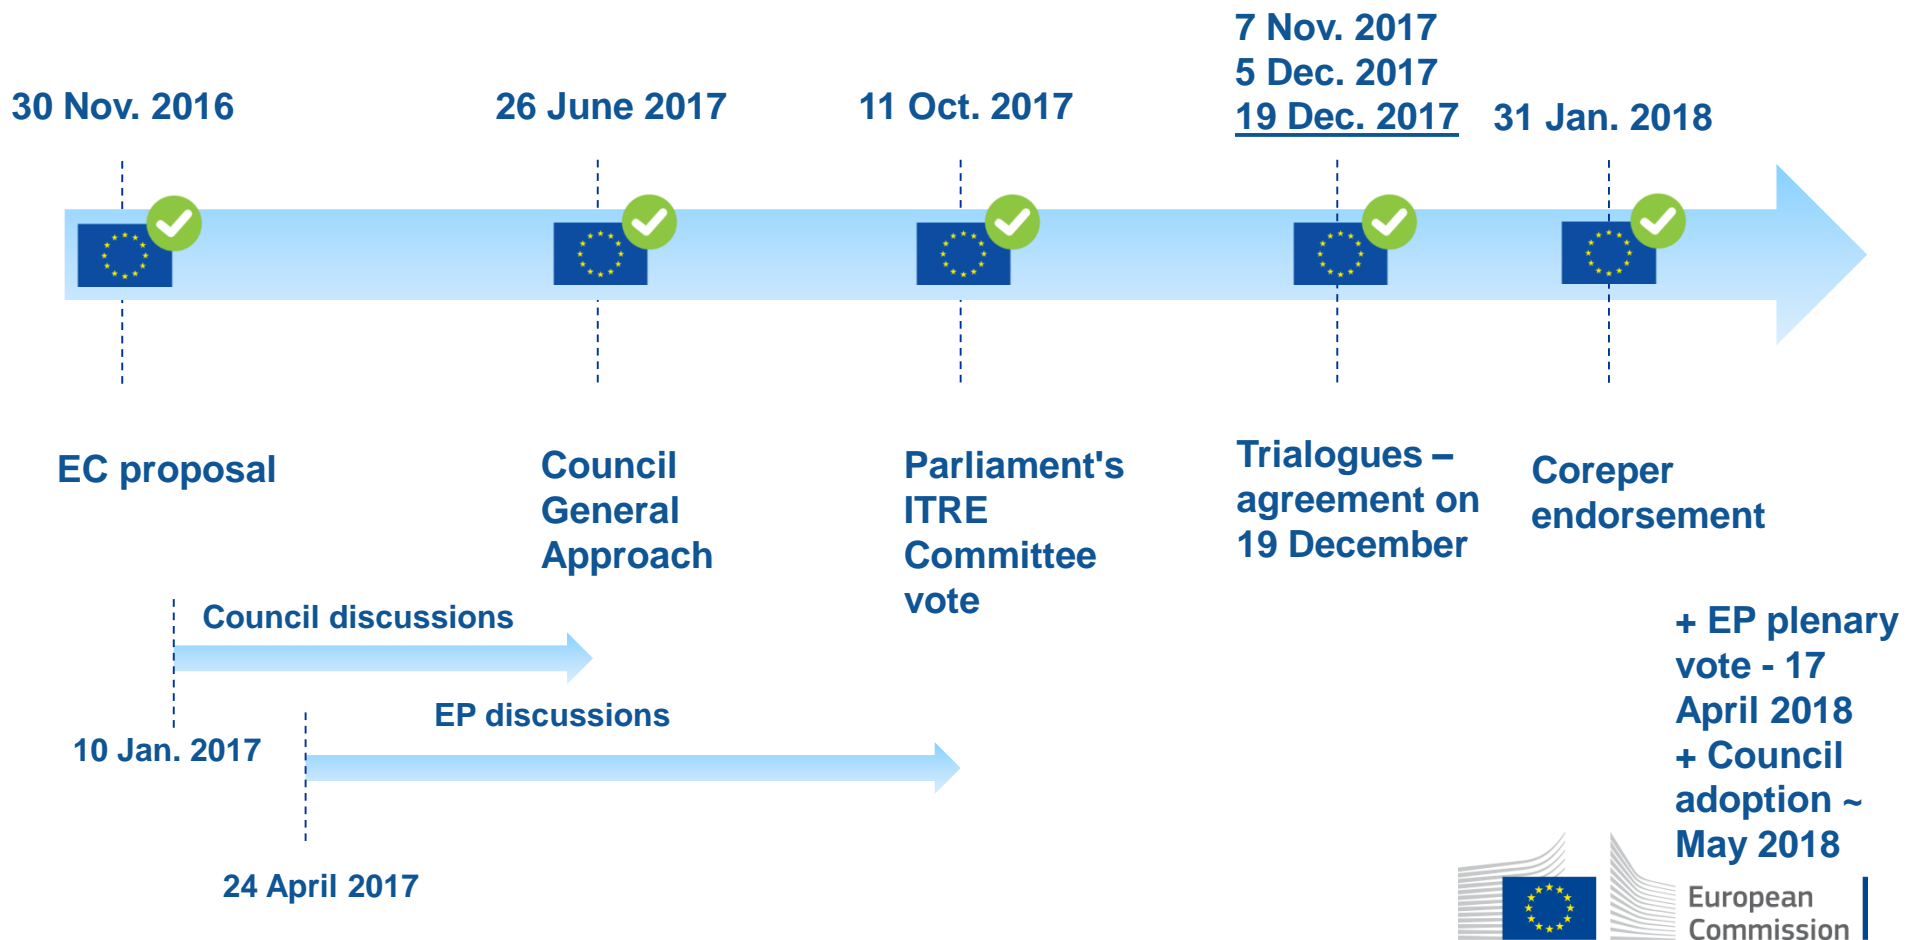 30 Nov. 2016
26 June 2017
11 Oct. 2017
7 Nov. 2017
5 Dec. 2017
19 Dec. 2017
31 Jan. 2018
EC proposal
Council
General
Approach
Parliament's
ITRE
Committee
vote
Trialogues –
agreement on
19 December
Coreper
endorsement
Council discussions
10 Jan. 2017
EP discussions
24 April 2017
+ EP plenary
vote - 17
April 2018
+ Council
adoption ~
May 2018
European
Commission